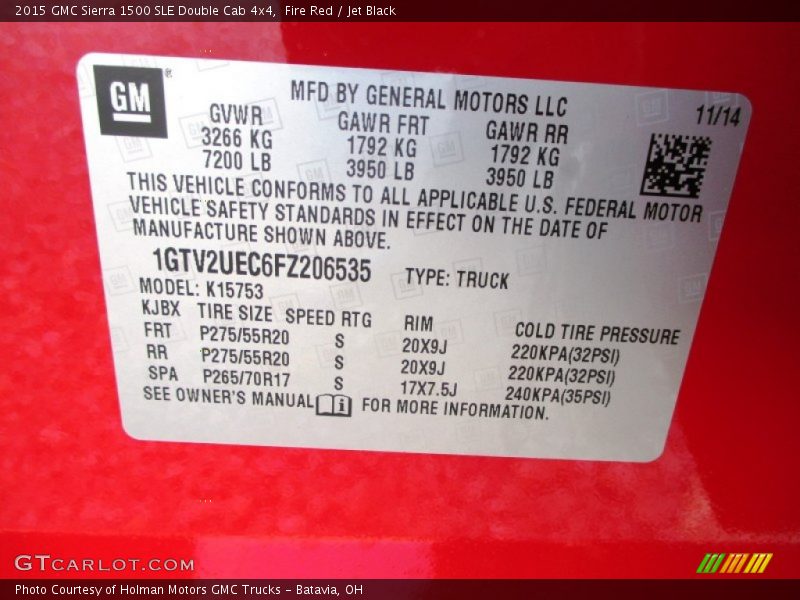 2015 GMC Sierra 1500 SLE Double Cab 4x4,  Fire Red / Jet Black
GM®
MFD BY GENERAL MOTORS LLC
11/14
GVWR GAWR FRT GAWR RR
3266 KG 1792 KG 1792 KG
7200 LB 3950 LB 3950 LB
THIS VEHICLE CONFORMS TO ALL APPLICABLE U.S. FEDERAL MOTOR
VEHICLE SAFETY STANDARDS IN EFFECT ON THE DATE OF
MANUFACTURE SHOWN ABOVE.
1GTV2UEC6FZ206535 TYPE: TRUCK
MODEL: K15753
KJBX TIRE SIZE SPEED RTG RIM COLD TIRE PRESSURE
FRT P275/55R20 S 20X9J 220KPA(32PSI)
RR P275/55R20 S 20X9J 220KPA(32PSI)
SPA P265/70R17 S 17X7.5J 240KPA(35PSI)
SEE OWNER'S MANUAL i FOR MORE INFORMATION.
GTCARLOT.COM
Photo Courtesy of Holman Motors GMC Trucks - Batavia, OH